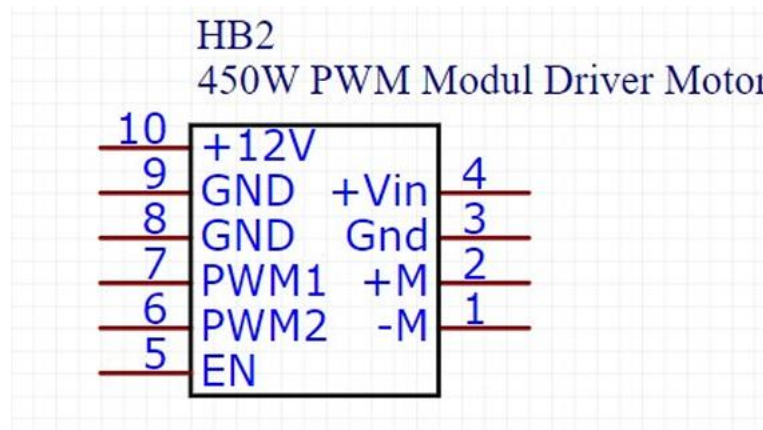 HB2
450W PWM Modul Driver Motor
10 +12V
9 GND +Vin 4
8 GND Gnd 3
7 PWM1 +M 2
6 PWM2 -M 1
5 EN